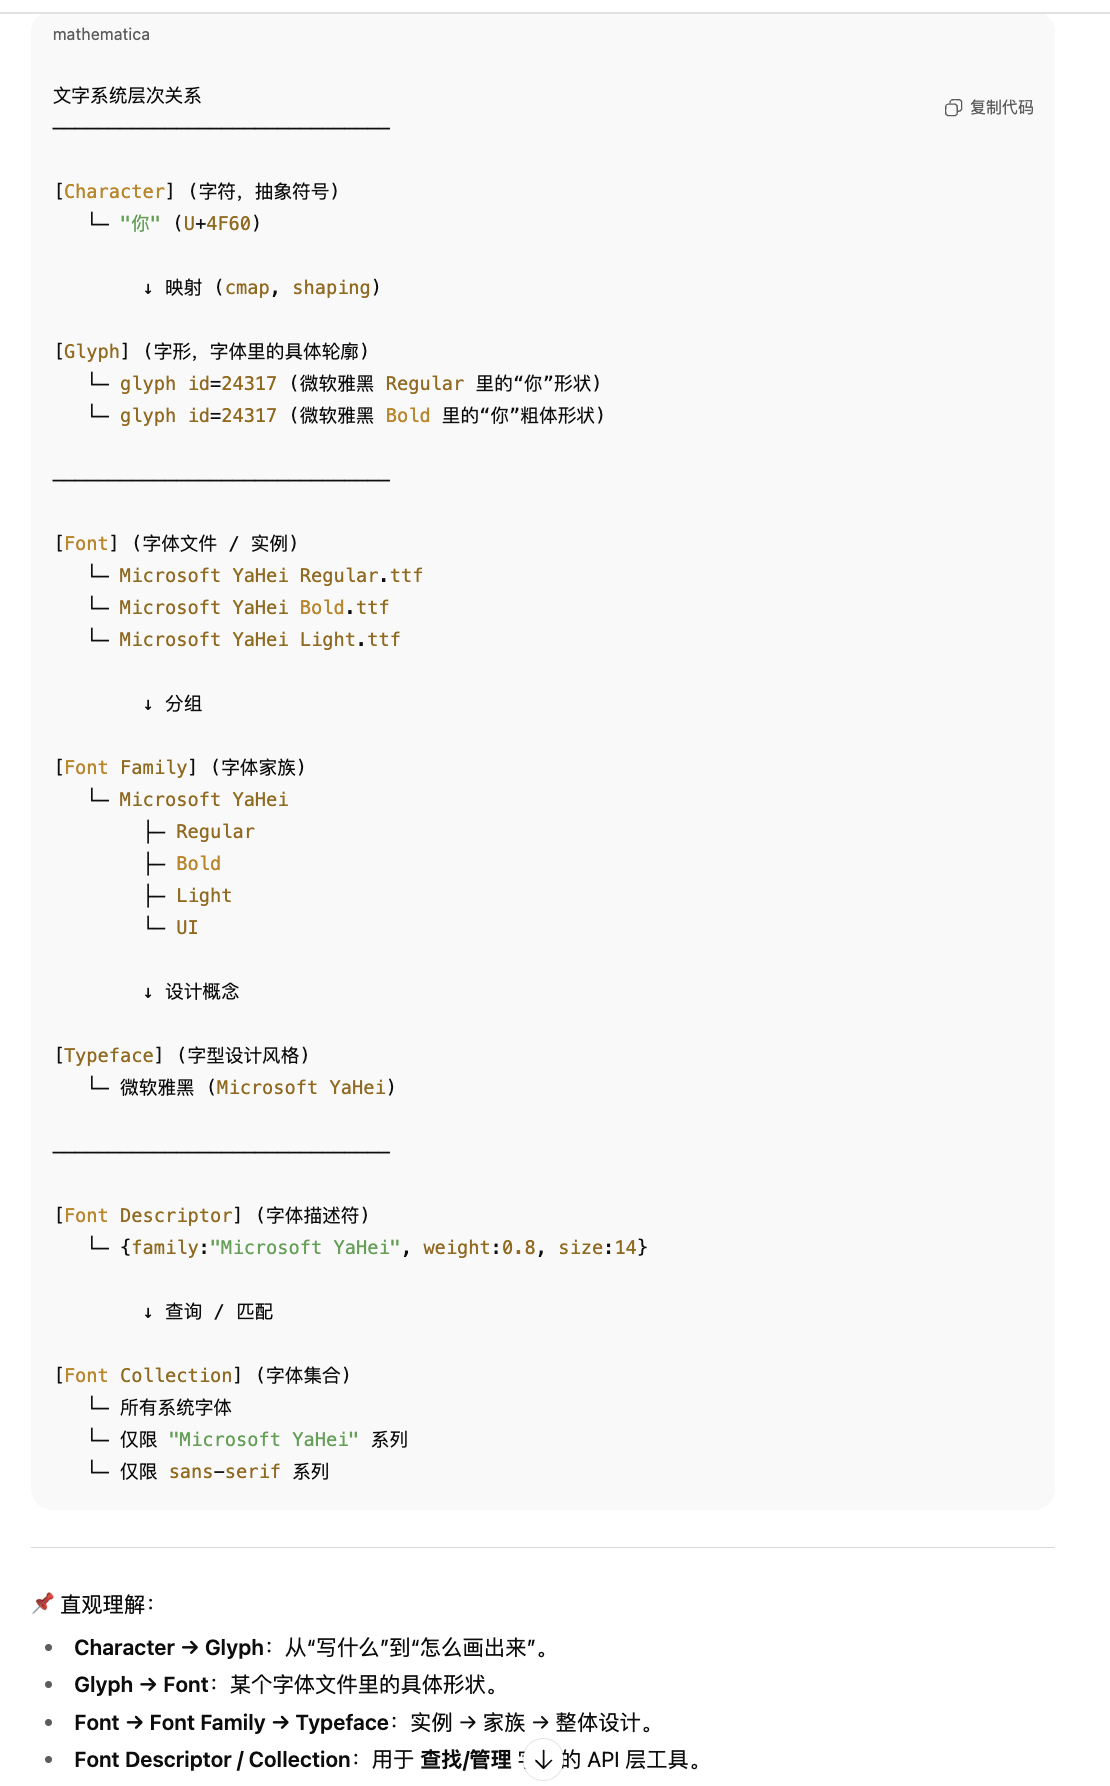 mathematica
文字系统层次关系
复制代码
──────────────────────────────
[Character] (字符，抽象符号)
└─ "你" (U+4F60)
↓ 映射 (cmap, shaping)
[Glyph] (字形，字体里的具体轮廓)
└─ glyph id=24317 (微软雅黑 Regular 里的“你”形状)
└─ glyph id=24317 (微软雅黑 Bold 里的“你”粗体形状)
──────────────────────────────
[Font] (字体文件 / 实例)
└─ Microsoft YaHei Regular.ttf
└─ Microsoft YaHei Bold.ttf
└─ Microsoft YaHei Light.ttf
↓ 分组
[Font Family] (字体家族)
└─ Microsoft YaHei
├─ Regular
├─ Bold
├─ Light
└─ UI
↓ 设计概念
[Typeface] (字型设计风格)
└─ 微软雅黑 (Microsoft YaHei)
──────────────────────────────
[Font Descriptor] (字体描述符)
└─ {family:"Microsoft YaHei", weight:0.8, size:14}
↓ 查询 / 匹配
[Font Collection] (字体集合)
└─ 所有系统字体
└─ 仅限 "Microsoft YaHei" 系列
└─ 仅限 sans-serif 系列
📌 直观理解：
• Character → Glyph：从“写什么”到“怎么画出来”。
• Glyph → Font：某个字体文件里的具体形状。
• Font → Font Family → Typeface：实例 → 家族 → 整体设计。
• Font Descriptor / Collection：用于 查找/管理 的 API 层工具。